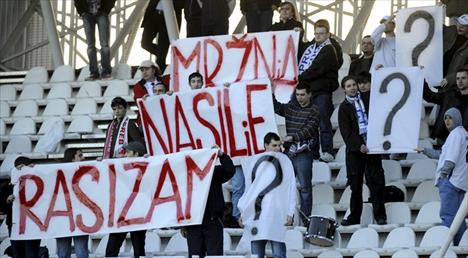 MRŽNJA ?
NASILJE ?
RASIZAM ?